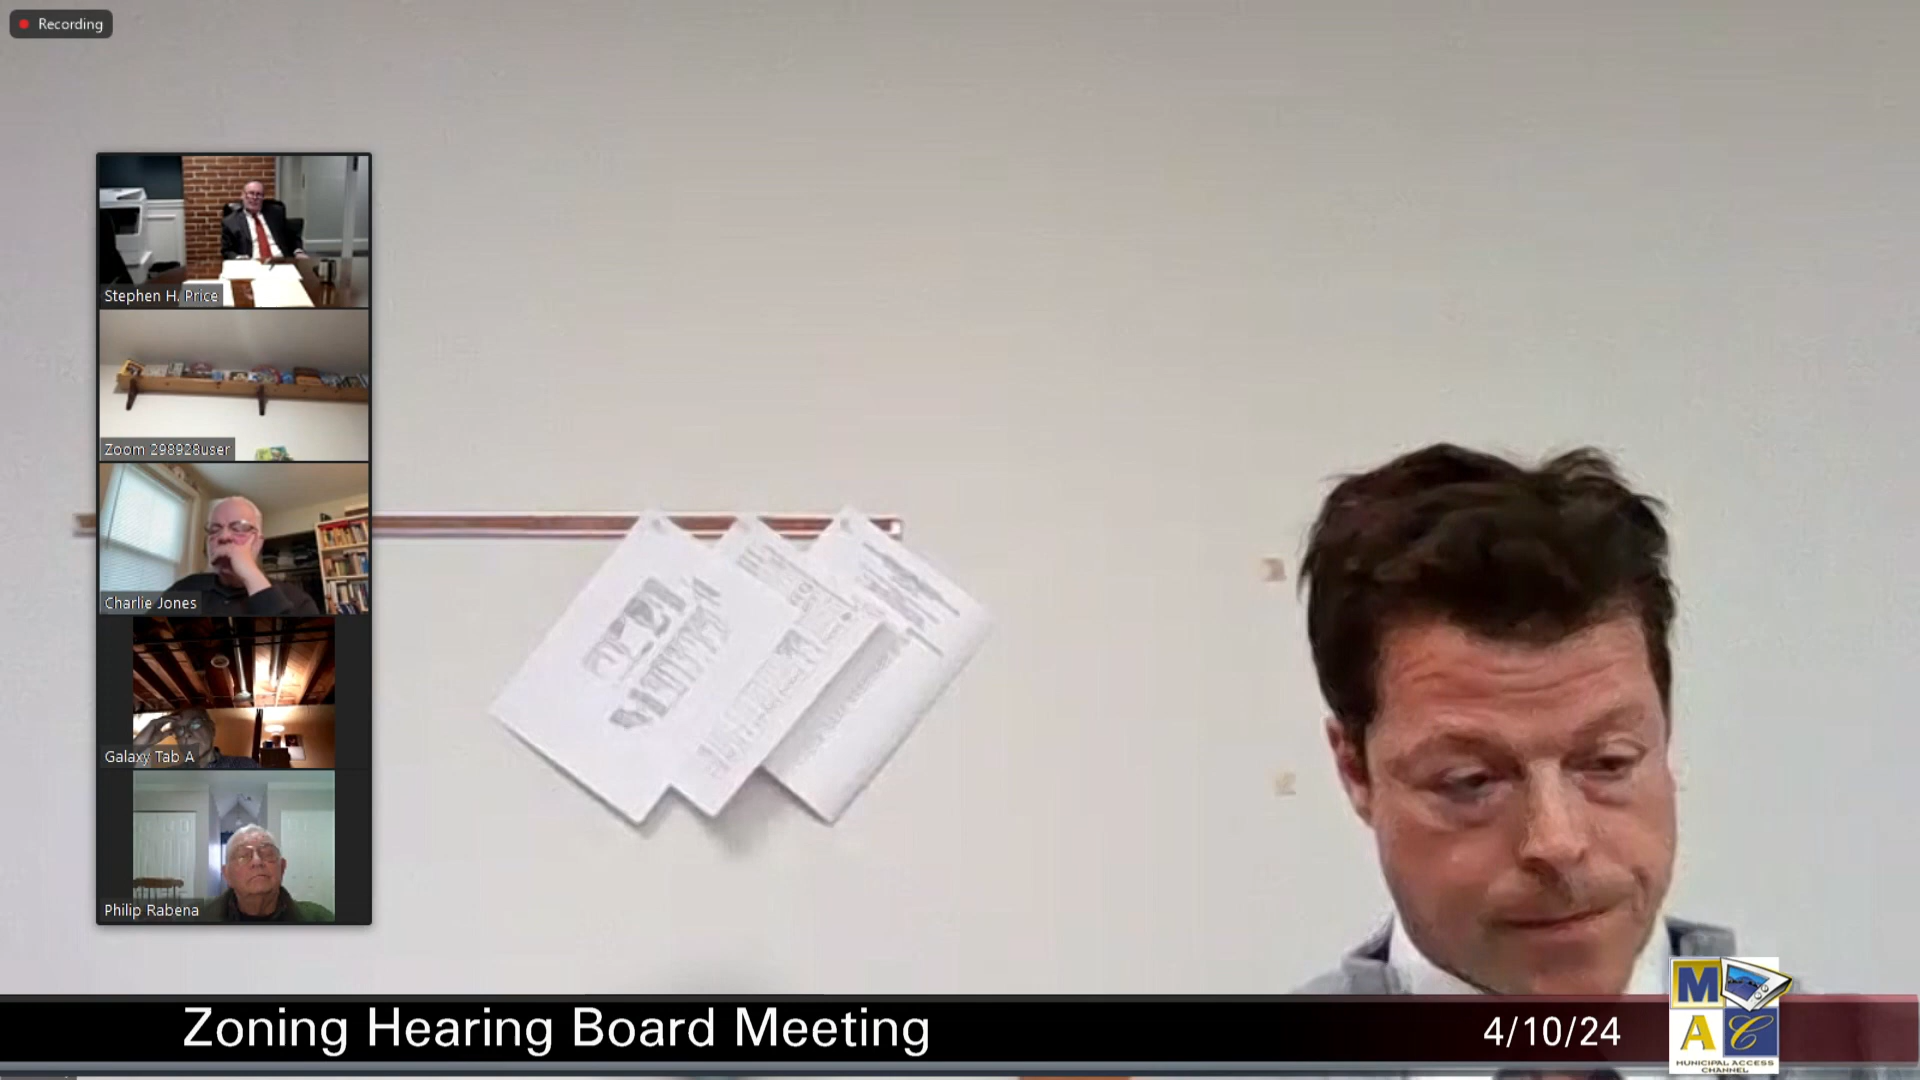 Recording
Stephen H. Price
Zoom 298928user
Charlie Jones
Galaxy Tab A
Philip Rabena
Zoning Hearing Board Meeting
4/10/24
M
A C
MUNICIPAL ACCESS
CHANNEL